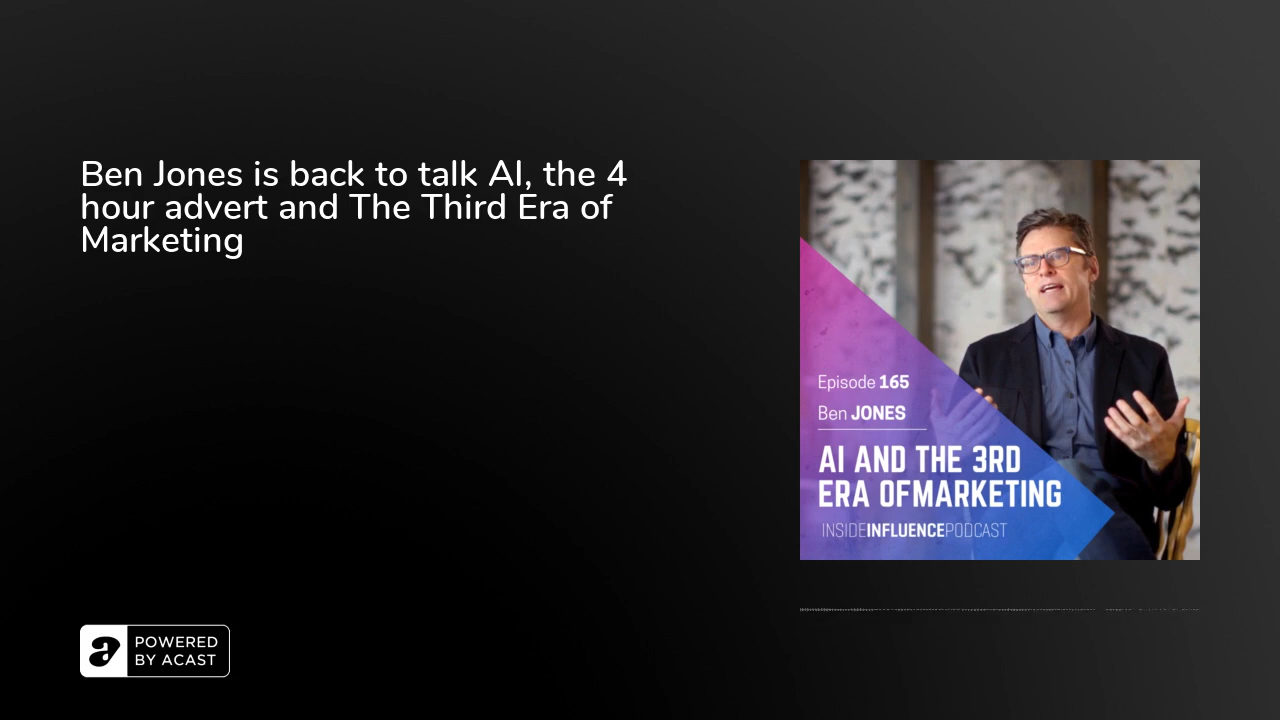 Ben Jones is back to talk AI, the 4
hour advert and The Third Era of
Marketing
Episode 165
Ben JONES
AI AND THE 3RD
ERA OFMARKETING
INSIDEINFLUENCEPODCAST
a
POWERED
BY ACAST